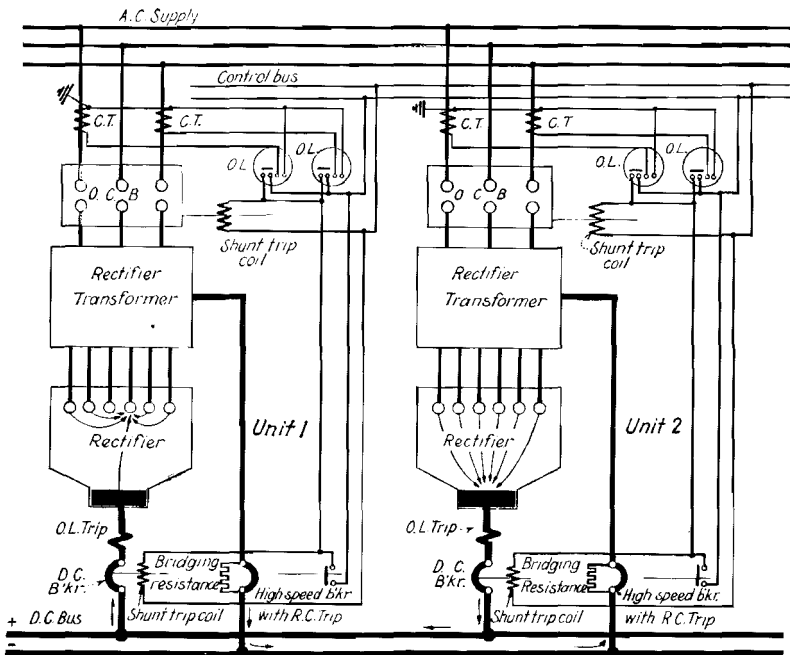 A.C. Supply
Control bus
C.T.
C.T.
O.L.
O.L.
O. C. B
Shunt trip
coil
Rectifier
Transformer
Rectifier
Unit 1
O.L. Trip
D.C.
B'kr.
Bridging
resistance
High speed b'kr
with R.C. Trip
Shunt trip coil
+ D.C. Bus
−
C.T.
C.T.
O.L.
O.L.
O C B
Shunt trip
coil
Rectifier
Transformer
Rectifier
Unit 2
O.L. Trip
D. C.
B'kr.
Bridging
Resistance
High speed bkr.
with R.C. Trip
Shunt trip coil